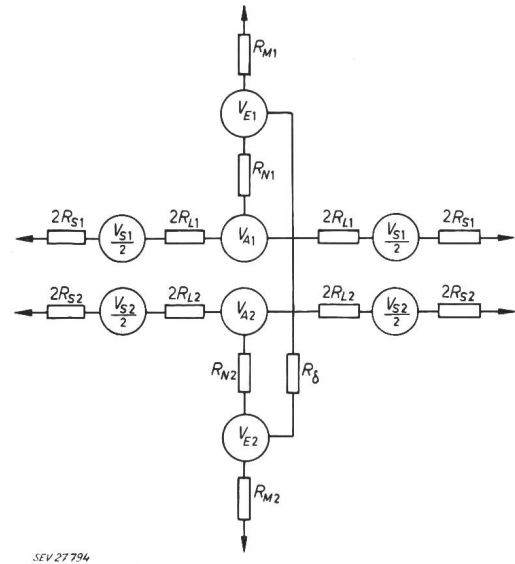 R_M1
V_E1
R_N1
2R_S1 V_S1/2 2R_L1 V_A1 2R_L1 V_S1/2 2R_S1
2R_S2 V_S2/2 2R_L2 V_A2 2R_L2 V_S2/2 2R_S2
R_N2 R_δ
V_E2
R_M2
SEV 27794